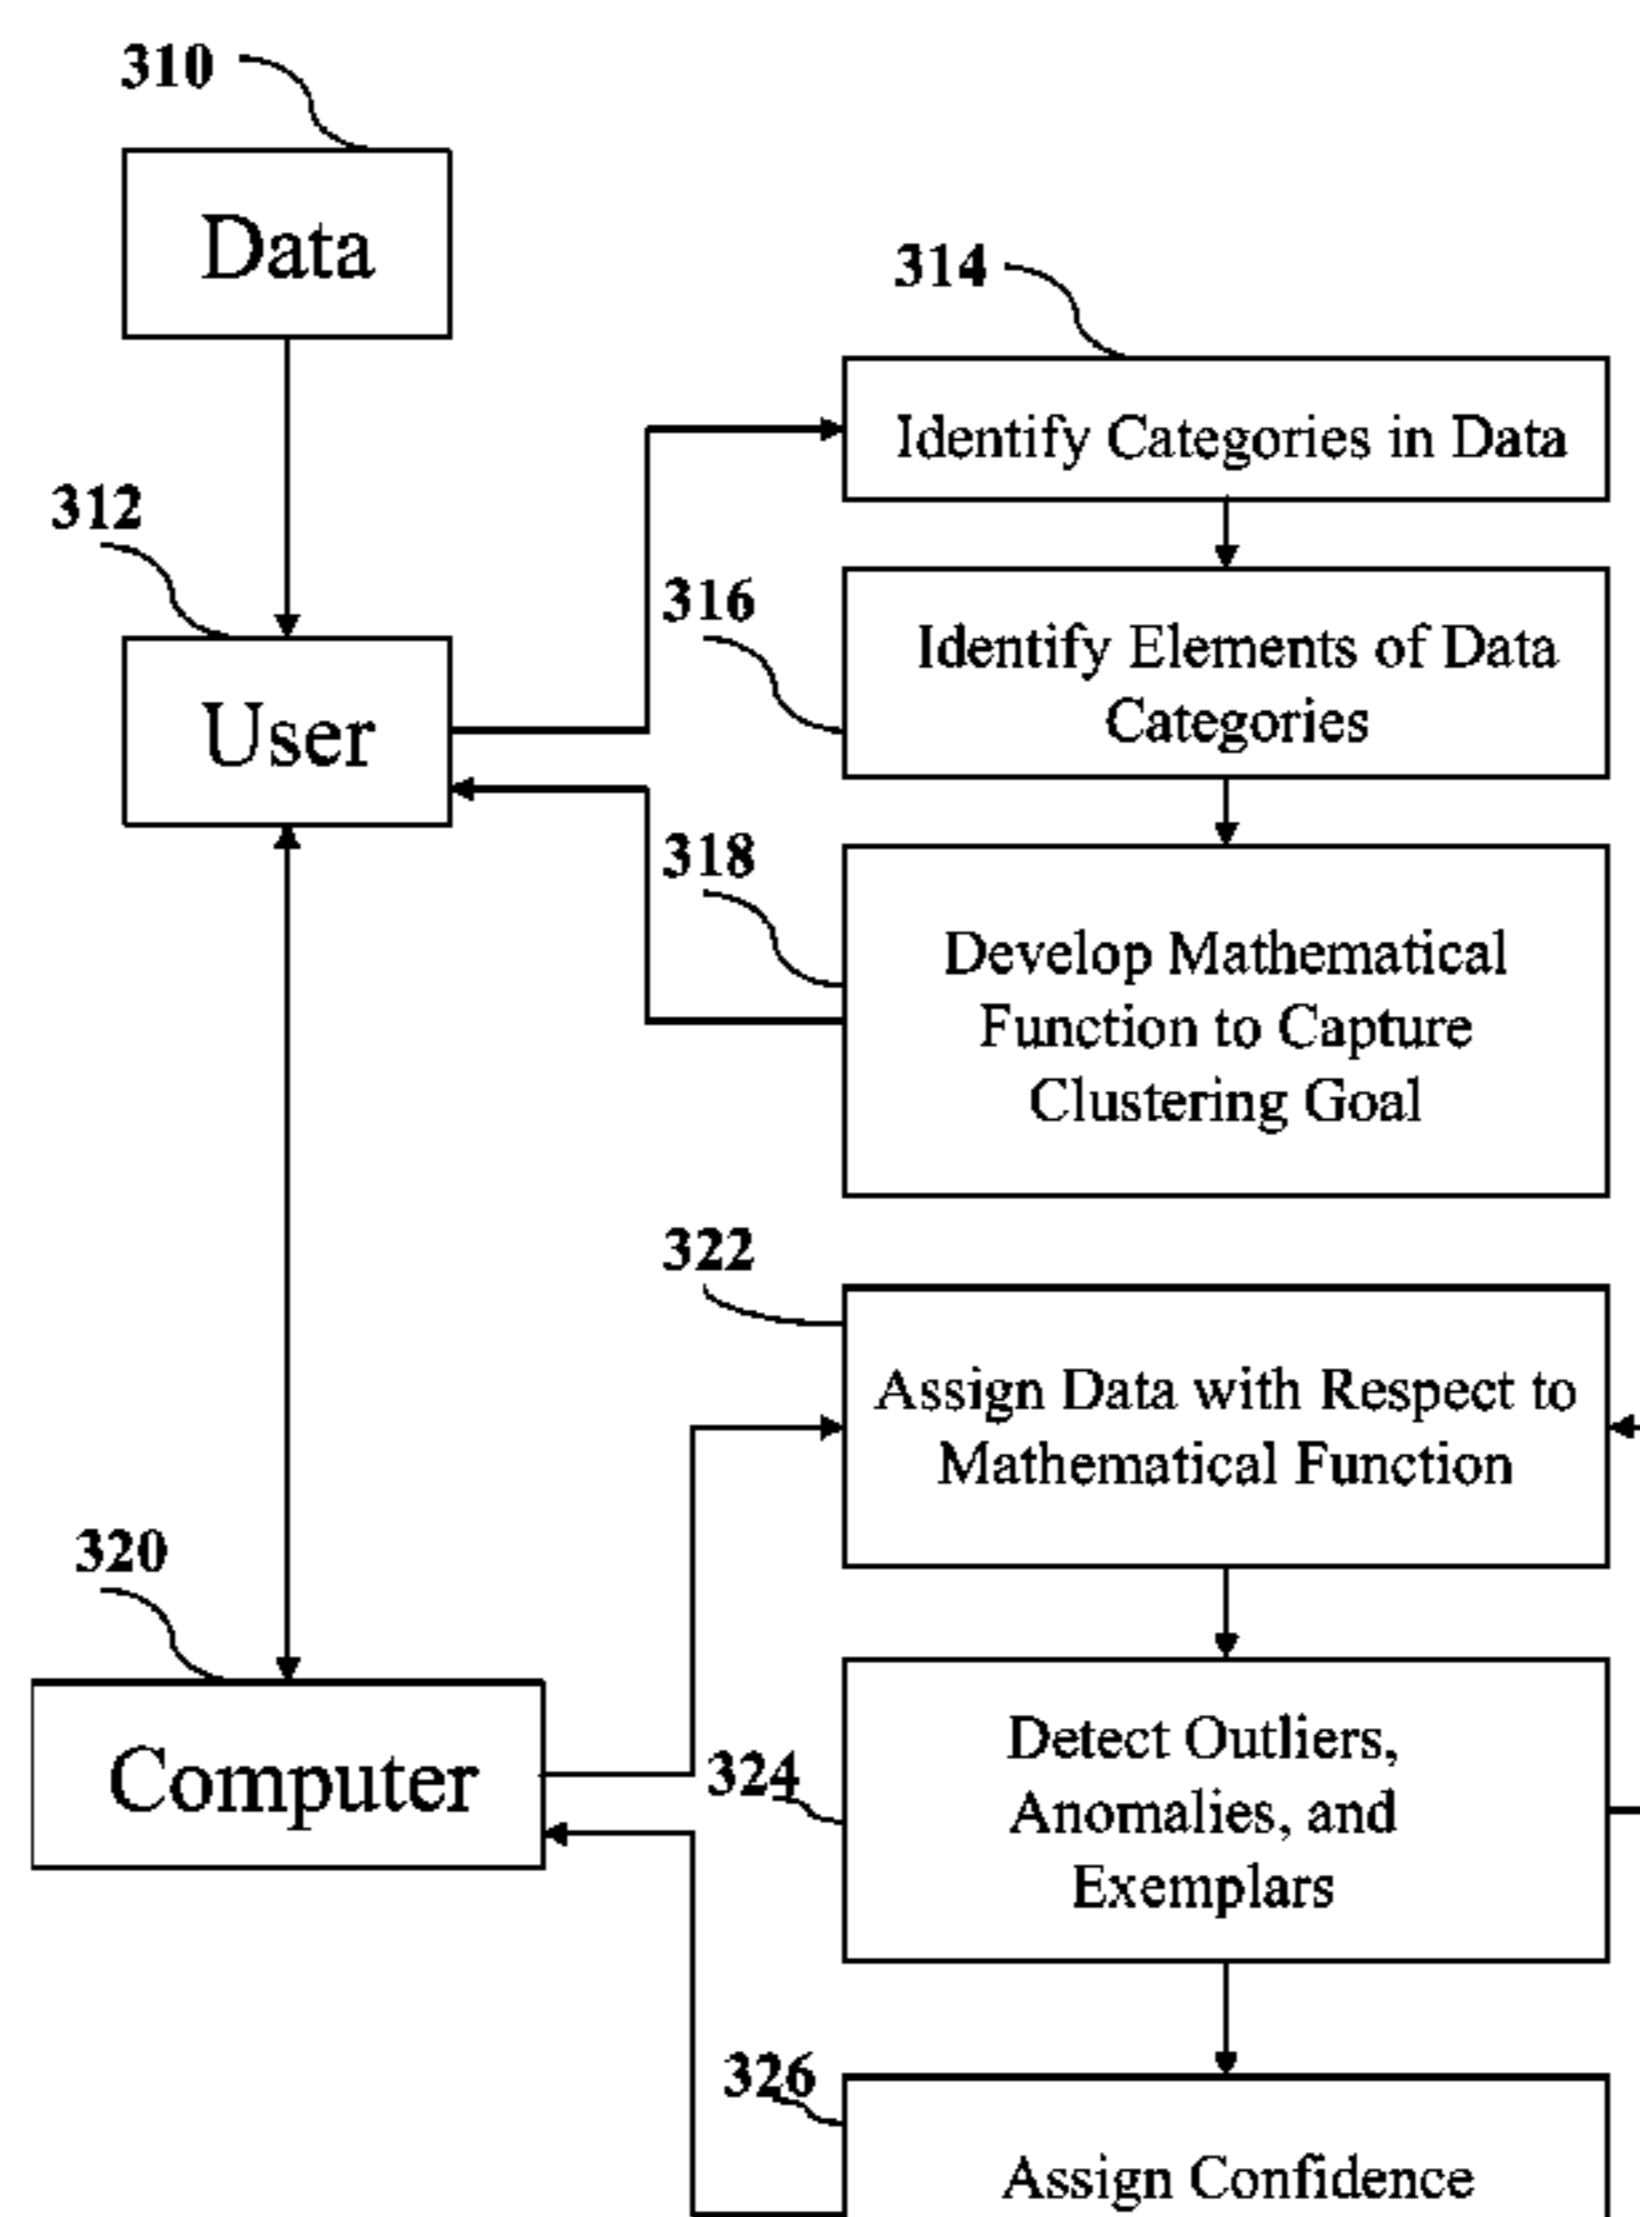 310
Data
314
Identify Categories in Data
312
316
Identify Elements of Data
Categories
User
318
Develop Mathematical
Function to Capture
Clustering Goal
322
Assign Data with Respect to
Mathematical Function
320
Computer
324
Detect Outliers,
Anomalies, and
Exemplars
326
Assign Confidence